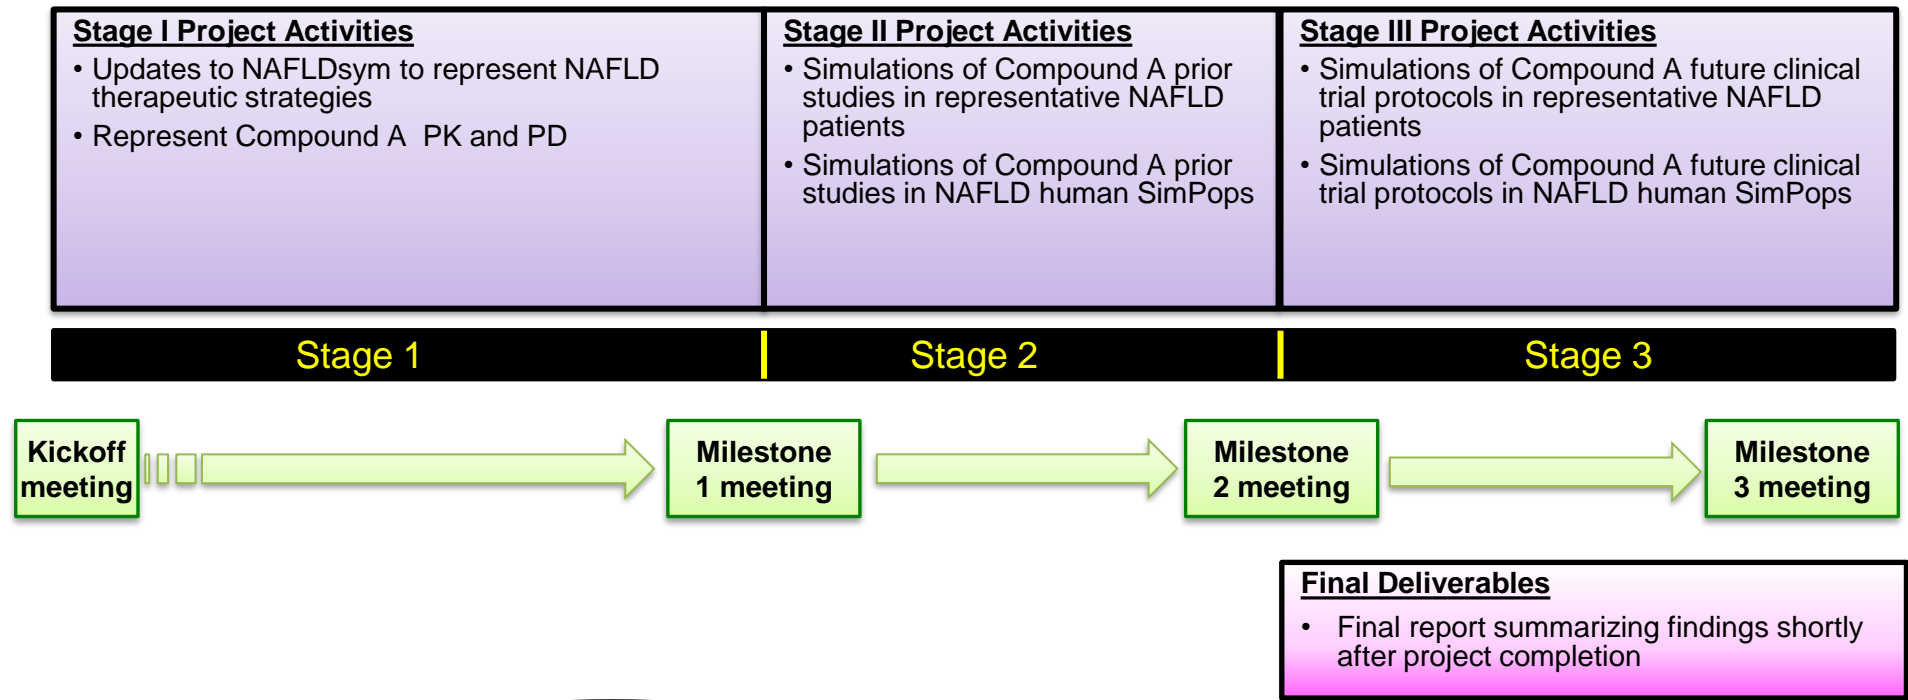 Stage I Project Activities
• Updates to NAFLDsym to represent NAFLD
therapeutic strategies
• Represent Compound A  PK and PD
Stage II Project Activities
• Simulations of Compound A prior
studies in representative NAFLD
patients
• Simulations of Compound A prior
studies in NAFLD human SimPops
Stage III Project Activities
• Simulations of Compound A future clinical
trial protocols in representative NAFLD
patients
• Simulations of Compound A future clinical
trial protocols in NAFLD human SimPops
Stage 1
Stage 2
Stage 3
Kickoff
meeting
Milestone
1 meeting
Milestone
2 meeting
Milestone
3 meeting
Final Deliverables
• Final report summarizing findings shortly
after project completion